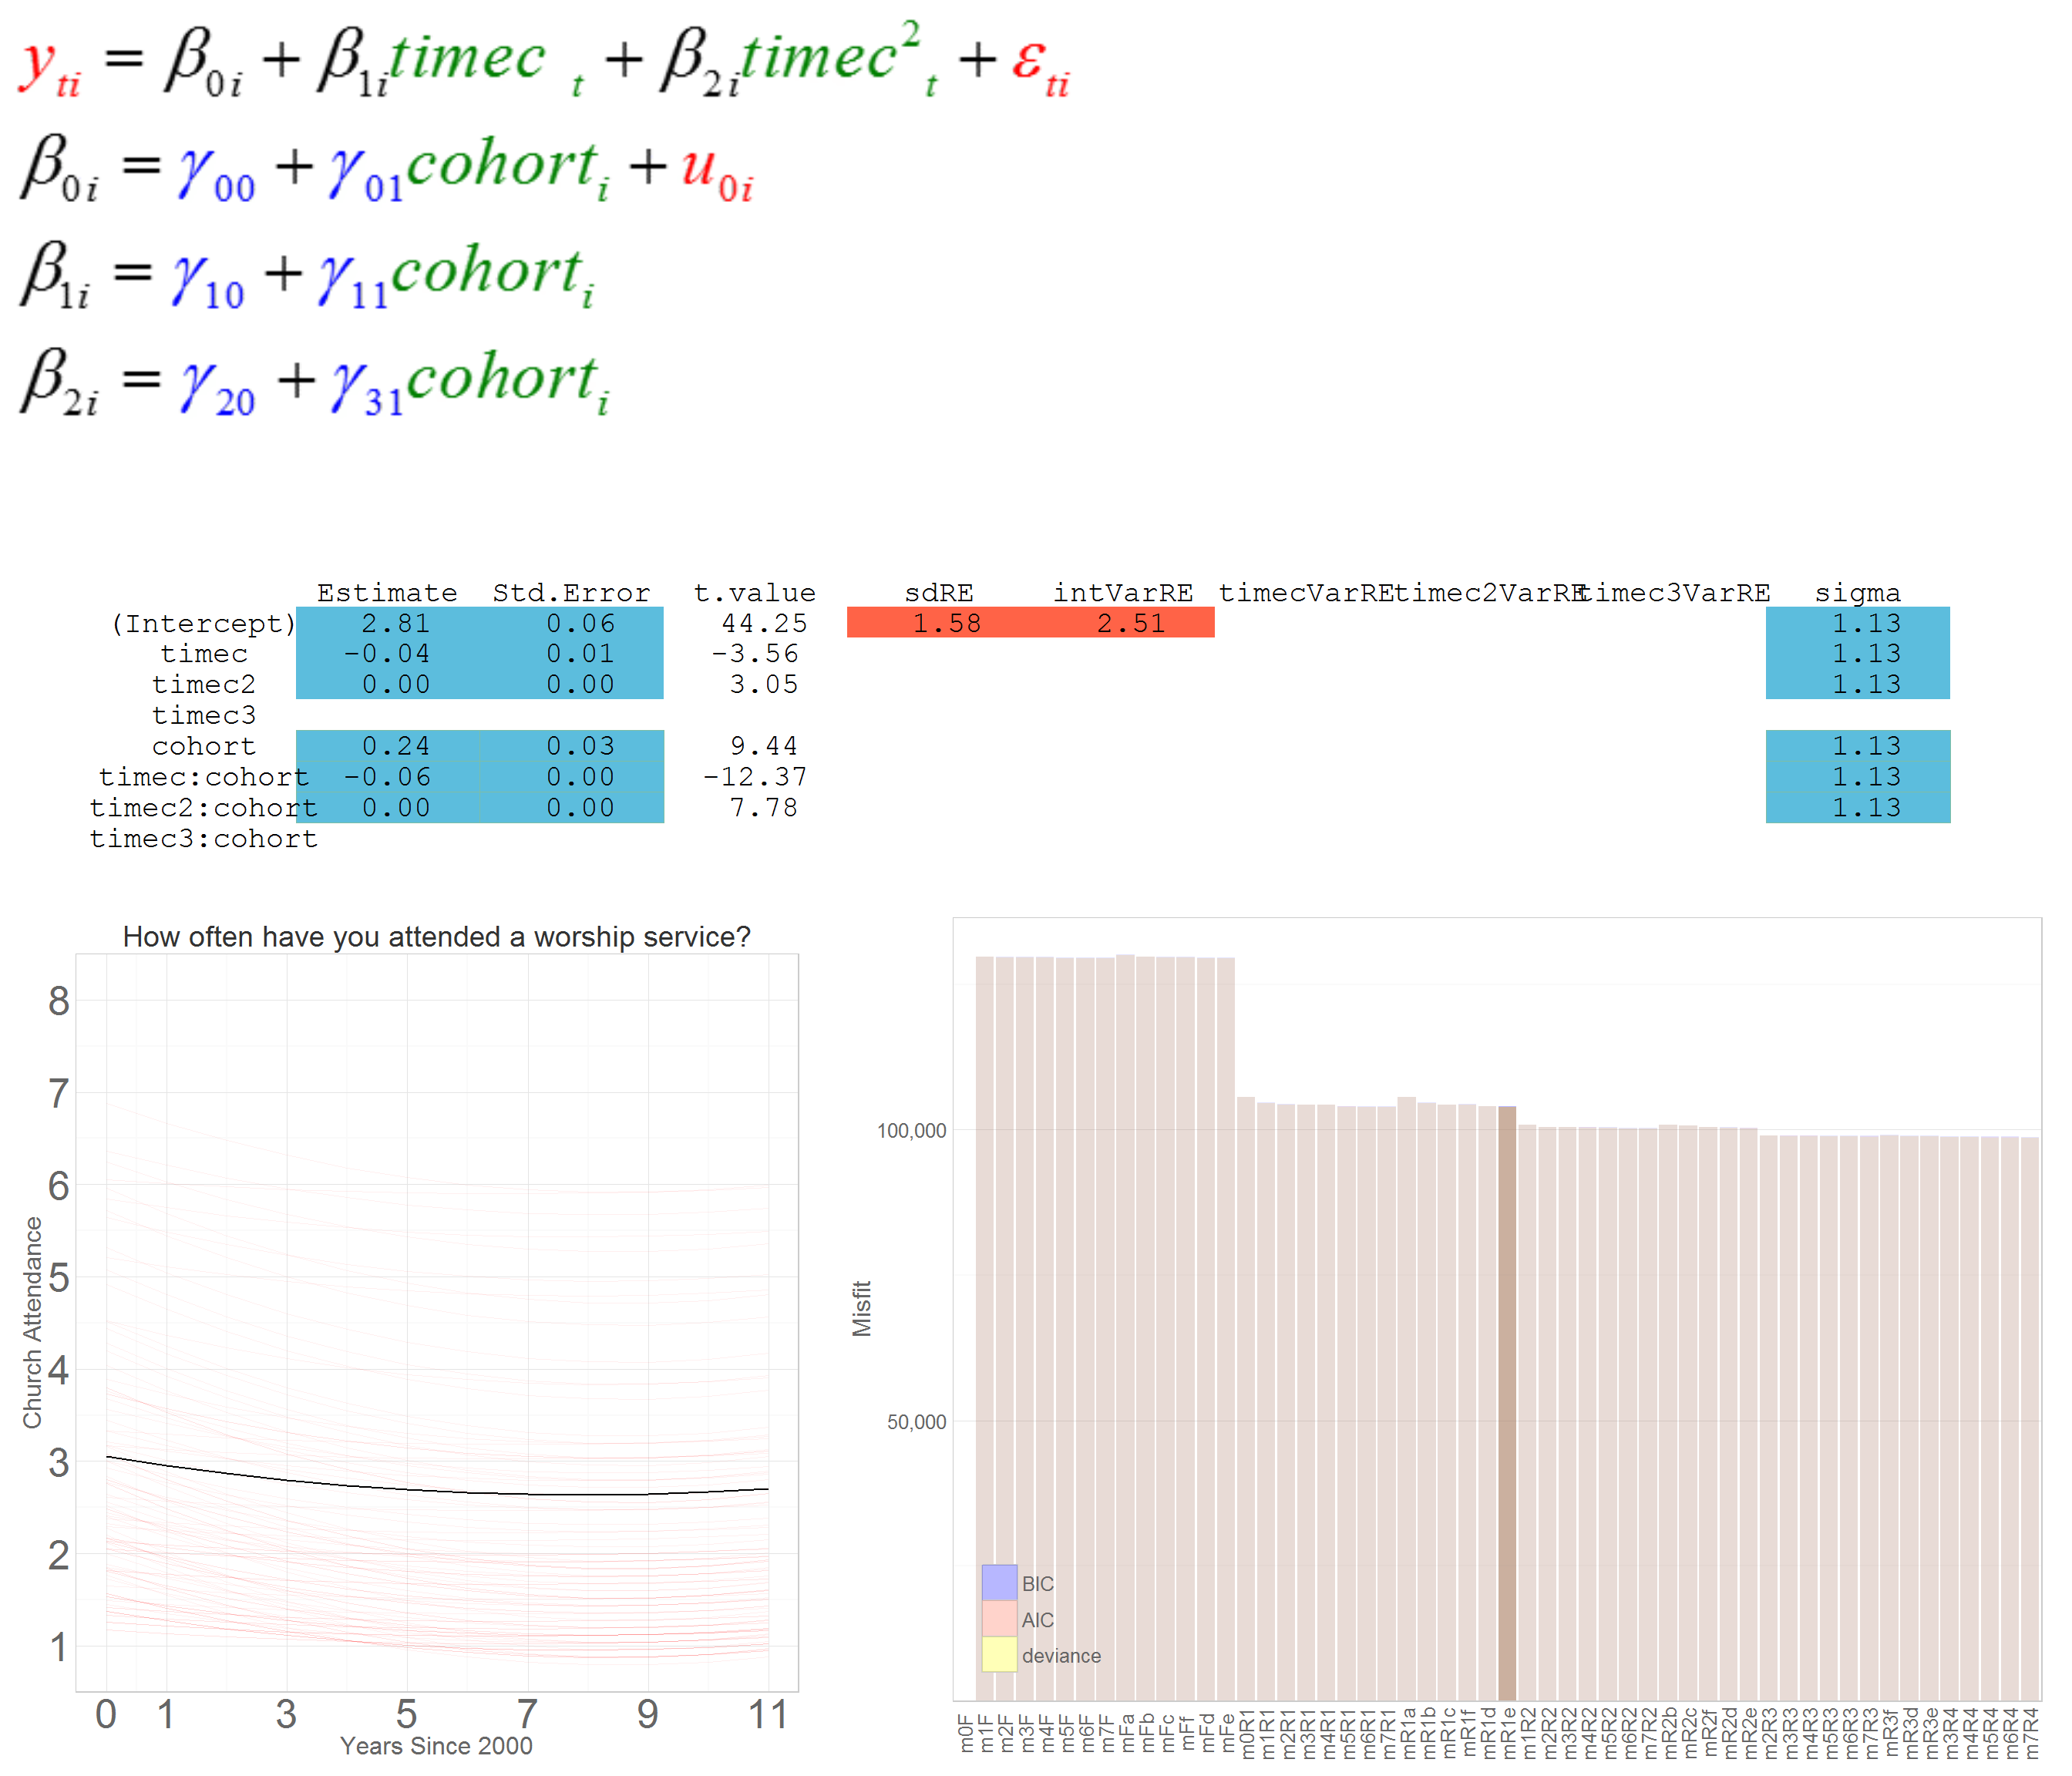 y_ti = β_0i + β_1i timec_t + β_2i timec²_t + ε_ti
β_0i = γ_00 + γ_01 cohort_i + u_0i
β_1i = γ_10 + γ_11 cohort_i
β_2i = γ_20 + γ_31 cohort_i
Estimate Std.Error t.value sdRE intVarRE timecVarRE timec2VarRE timec3VarRE sigma
(Intercept) 2.81 0.06 44.25 1.58 2.51 1.13
timec -0.04 0.01 -3.56 1.13
timec2 0.00 0.00 3.05 1.13
timec3
cohort 0.24 0.03 9.44 1.13
timec:cohort -0.06 0.00 -12.37 1.13
timec2:cohort 0.00 0.00 7.78 1.13
timec3:cohort
How often have you attended a worship service?
Church Attendance
8
7
6
5
4
3
2
1
0 1 3 5 7 9 11
Years Since 2000
Misfit
100,000
50,000
BIC
AIC
deviance
m0F m1F m2F m3F m4F m5F m6F m7F mFa mFb mFc mFf mFd mFe m0R1 m1R1 m2R1 m3R1 m4R1 m5R1 m6R1 m7R1 mR1a mR1b mR1c mR1f mR1d mR1e m1R2 m2R2 m3R2 m4R2 m5R2 m6R2 m7R2 mR2b mR2c mR2f mR2d mR2e m2R3 m3R3 m4R3 m5R3 m6R3 m7R3 mR3f mR3d mR3e m3R4 m4R4 m5R4 m6R4 m7R4